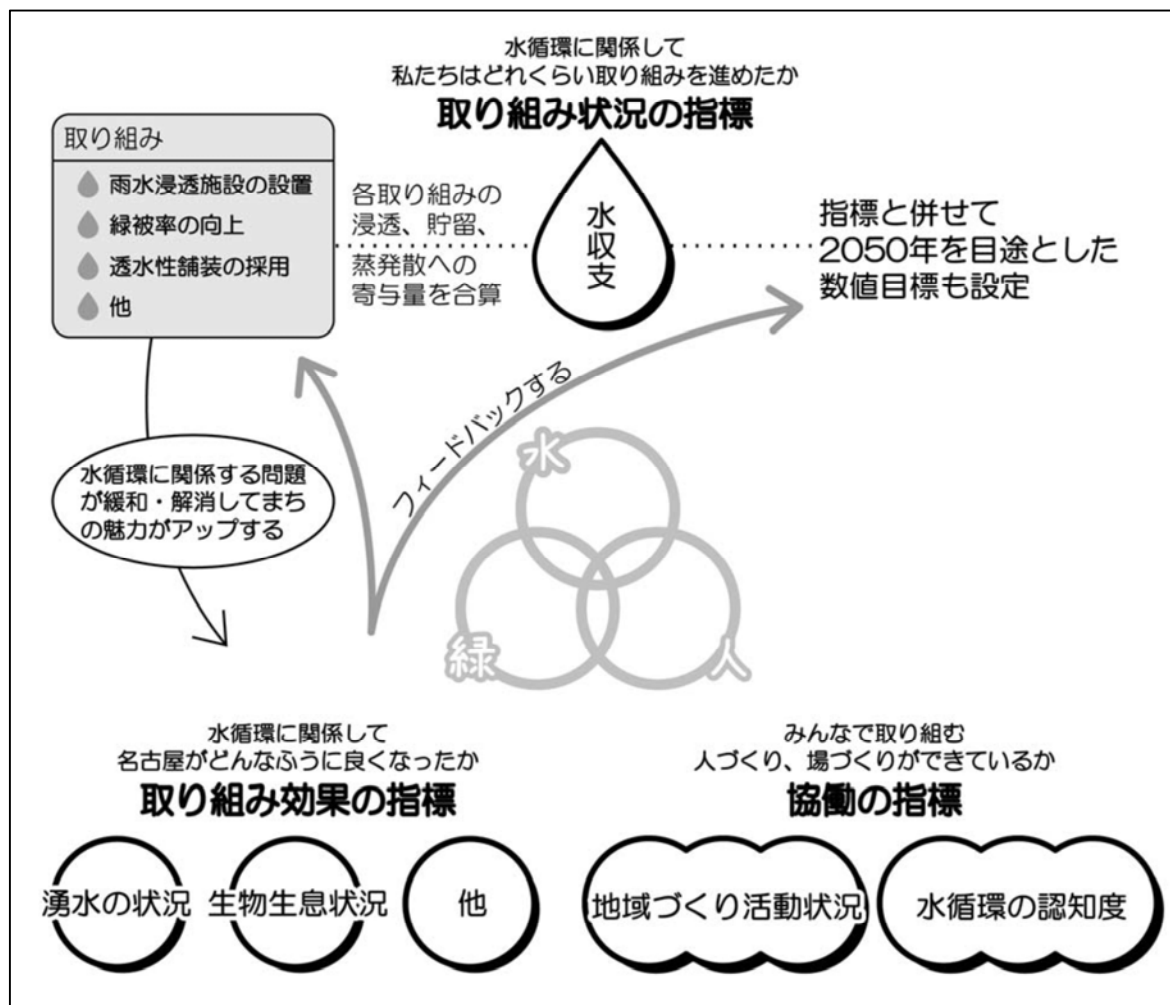 水循環に関係して
私たちはどれくらい取り組みを進めたか
取り組み状況の指標
取り組み
雨水浸透施設の設置
緑被率の向上
透水性舗装の採用
他
各取り組みの
浸透、貯留、
蒸発散への
寄与量を合算
水収支
指標と併せて
2050年を目途とした
数値目標も設定
フィードバックする
水循環に関係する問題
が緩和・解消してまち
の魅力がアップする
水
緑
人
水循環に関係して
名古屋がどんなふうに良くなったか
取り組み効果の指標
湧水の状況
生物生息状況
他
みんなで取り組む
人づくり、場づくりができているか
協働の指標
地域づくり活動状況
水循環の認知度